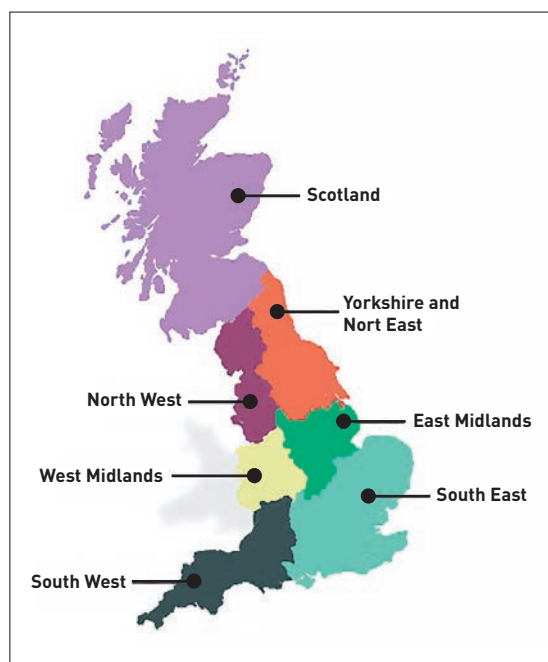 Scotland
Yorkshire and
Nort East
North West
East Midlands
West Midlands
South East
South West